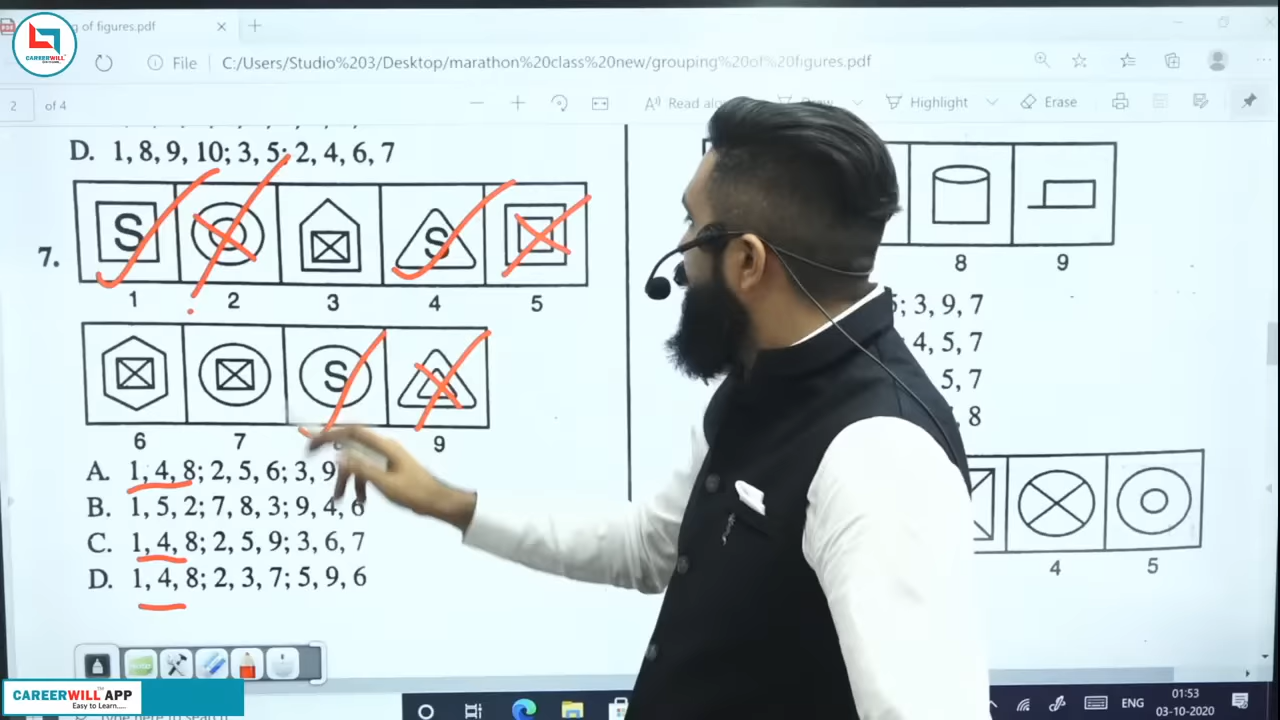 CAREERWILL
g of figures.pdf
File
C:/Users/Studio%203/Desktop/marathon%20class%20new/grouping%20of%20figures.pdf
2 of 4
Read
Highlight
Erase
D. 1, 8, 9, 10; 3, 5; 2, 4, 6, 7
7.
S
S
1 2 3 4 5
S
6 7 9
A. 1, 4, 8; 2, 5, 6; 3, 9
B. 1, 5, 2; 7, 8, 3; 9, 4, 6
C. 1, 4, 8; 2, 5, 9; 3, 6, 7
D. 1, 4, 8; 2, 3, 7; 5, 9, 6
8 9
; 3, 9, 7
4, 5, 7
5, 7
, 8
4 5
CAREERWILL APP
Easy to Learn.....
ENG
01:53
03-10-2020